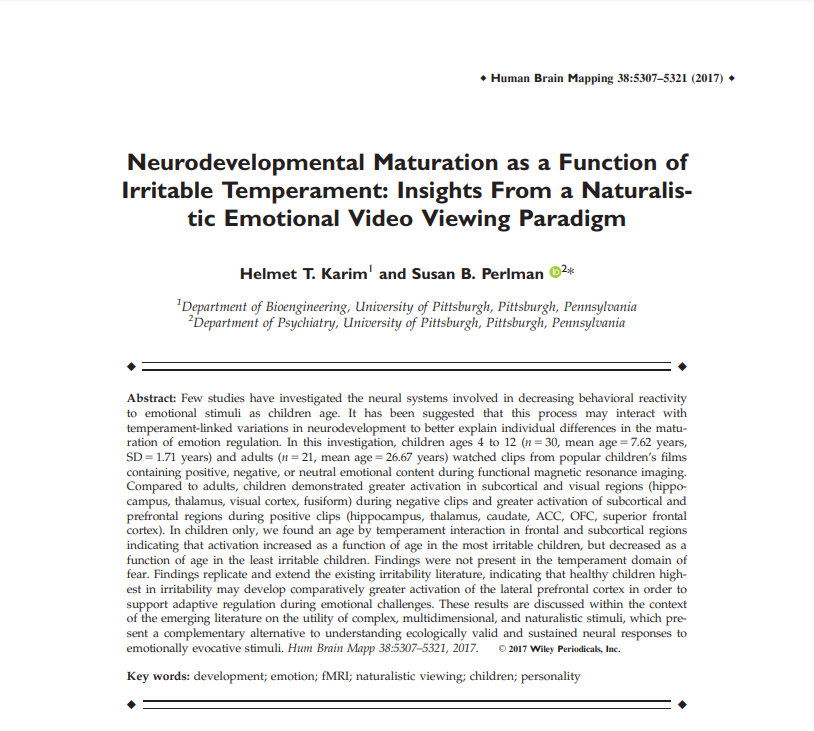 ◆ Human Brain Mapping 38:5307–5321 (2017) ◆
Neurodevelopmental Maturation as a Function of
Irritable Temperament: Insights From a Naturalis-
tic Emotional Video Viewing Paradigm
Helmet T. Karim¹ and Susan B. Perlman iD ²*
¹Department of Bioengineering, University of Pittsburgh, Pittsburgh, Pennsylvania
²Department of Psychiatry, University of Pittsburgh, Pittsburgh, Pennsylvania
Abstract: Few studies have investigated the neural systems involved in decreasing behavioral reactivity
to emotional stimuli as children age. It has been suggested that this process may interact with
temperament-linked variations in neurodevelopment to better explain individual differences in the matu-
ration of emotion regulation. In this investigation, children ages 4 to 12 (n = 30, mean age = 7.62 years,
SD = 1.71 years) and adults (n = 21, mean age = 26.67 years) watched clips from popular children's films
containing positive, negative, or neutral emotional content during functional magnetic resonance imaging.
Compared to adults, children demonstrated greater activation in subcortical and visual regions (hippo-
campus, thalamus, visual cortex, fusiform) during negative clips and greater activation of subcortical and
prefrontal regions during positive clips (hippocampus, thalamus, caudate, ACC, OFC, superior frontal
cortex). In children only, we found an age by temperament interaction in frontal and subcortical regions
indicating that activation increased as a function of age in the most irritable children, but decreased as a
function of age in the least irritable children. Findings were not present in the temperament domain of
fear. Findings replicate and extend the existing irritability literature, indicating that healthy children high-
est in irritability may develop comparatively greater activation of the lateral prefrontal cortex in order to
support adaptive regulation during emotional challenges. These results are discussed within the context
of the emerging literature on the utility of complex, multidimensional, and naturalistic stimuli, which pre-
sent a complementary alternative to understanding ecologically valid and sustained neural responses to
emotionally evocative stimuli. Hum Brain Mapp 38:5307–5321, 2017. © 2017 Wiley Periodicals, Inc.
Key words: development; emotion; fMRI; naturalistic viewing; children; personality